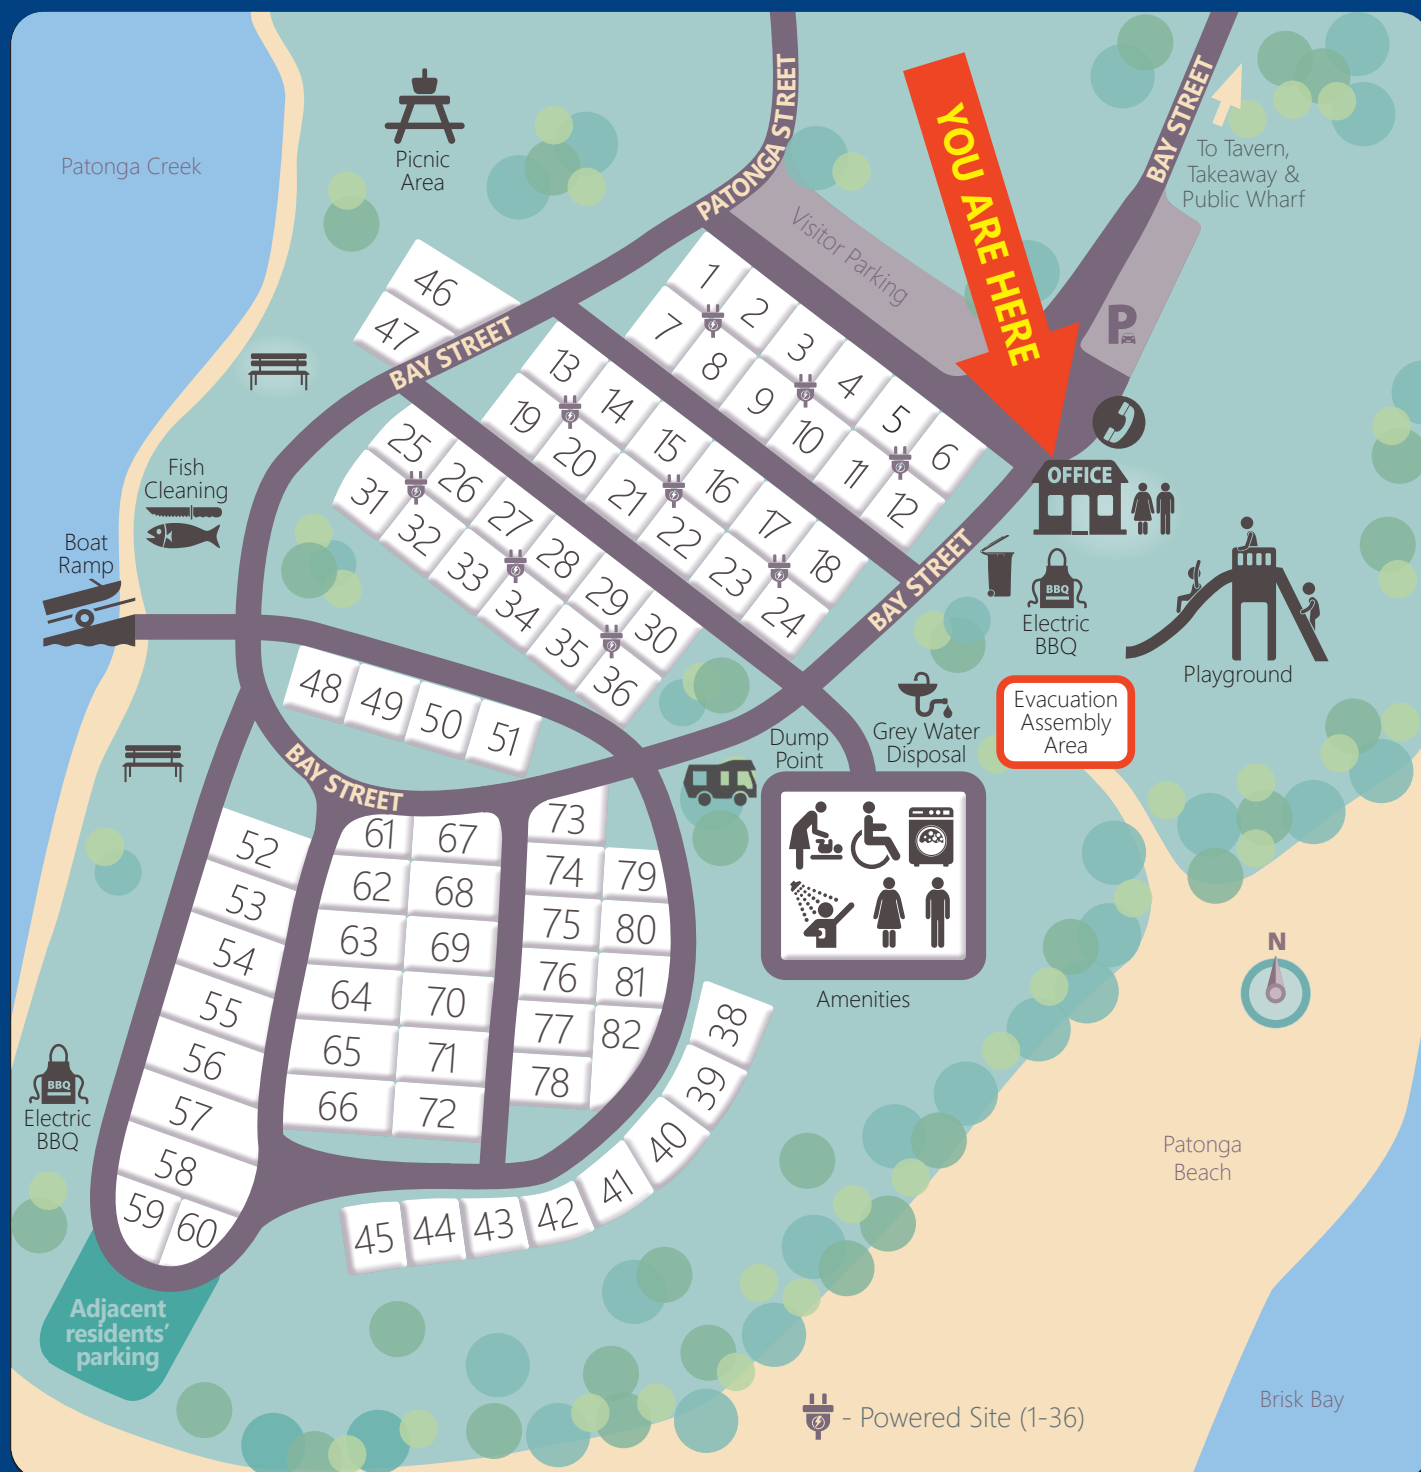 PATONGA STREET
BAY STREET
YOU ARE HERE
To Tavern,
Takeaway &
Public Wharf
Patonga Creek
Picnic
Area
PATONGA STREET
Visitor Parking
P
46
47
BAY STREET
1
2
3
4
5
6
7
8
9
10
11
12
13
14
15
16
17
18
19
20
21
22
23
24
25
26
27
28
29
30
31
32
33
34
35
36
OFFICE
Fish
Cleaning
Boat
Ramp
BAY STREET
BBQ
Electric
BBQ
Playground
Evacuation
Assembly
Area
Grey Water
Disposal
Dump
Point
48
49
50
51
BAY STREET
52
53
54
55
56
57
58
59
60
61
62
63
64
65
66
67
68
69
70
71
72
73
74
75
76
77
78
79
80
81
82
Amenities
N
38
39
40
41
42
43
44
45
BBQ
Electric
BBQ
Patonga
Beach
Adjacent
residents'
parking
- Powered Site (1-36)
Brisk Bay